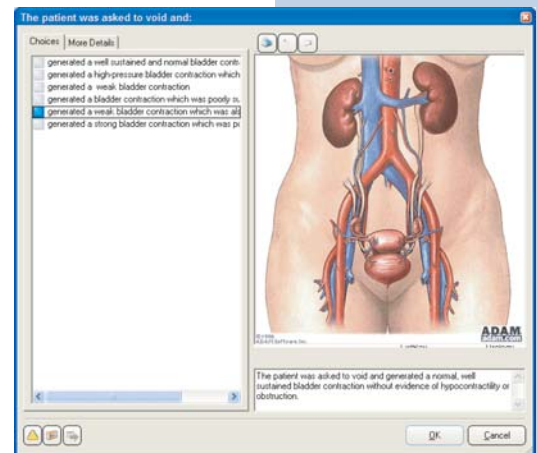 The patient was asked to void and:
Choices More Details
generated a well sustained and normal bladder contr
generated a high-pressure bladder contraction which
generated a weak bladder contraction
generated a bladder contraction which was poorly su
generated a weak bladder contraction which was als
generated a strong bladder contraction which was po
ADAM
adam.com
The patient was asked to void and generated a normal, well
sustained bladder contraction without evidence of hypocontractility or
obstruction.
OK Cancel